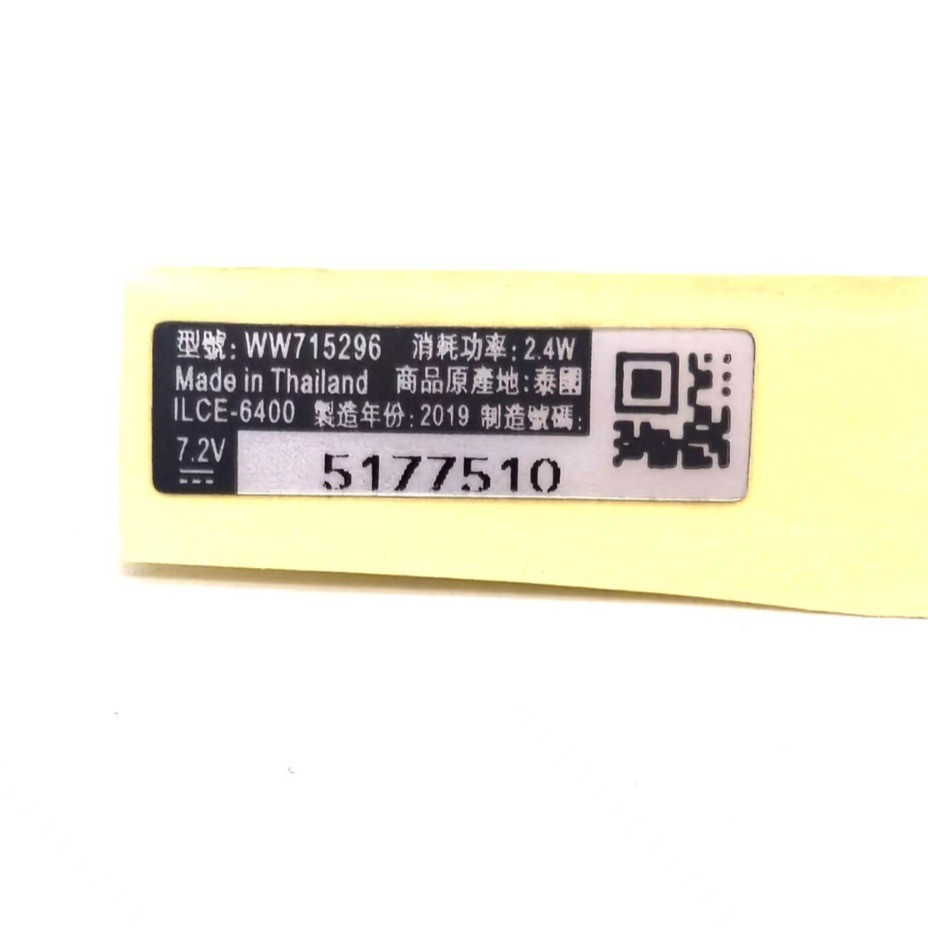 型號: WW715296 消耗功率: 2.4W
Made in Thailand 商品原產地: 泰國
ILCE-6400 製造年份: 2019 制造號碼:
7.2V
5177510